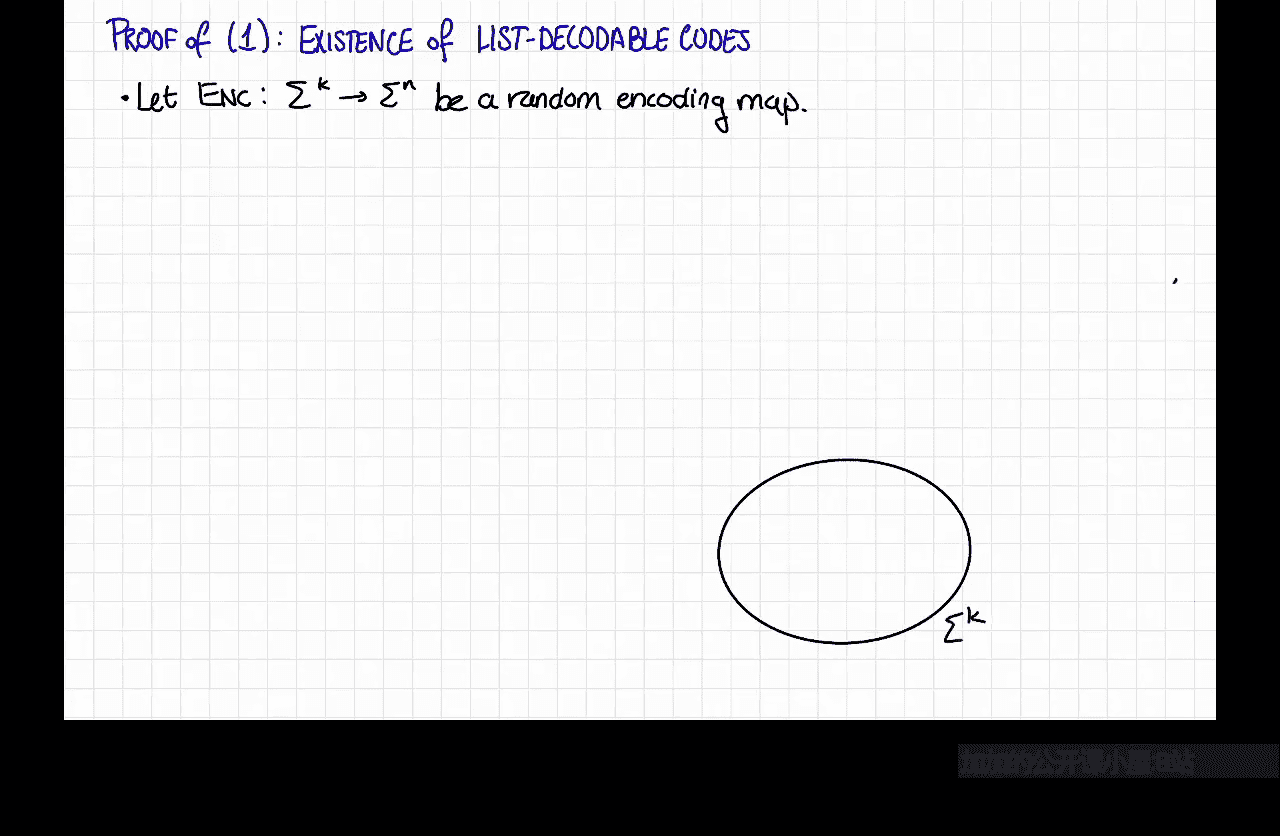 PROOF of (1): EXISTENCE of LIST-DECODABLE CODES
• Let ENC: Σ^k → Σ^n be a random encoding map.
Σ^k